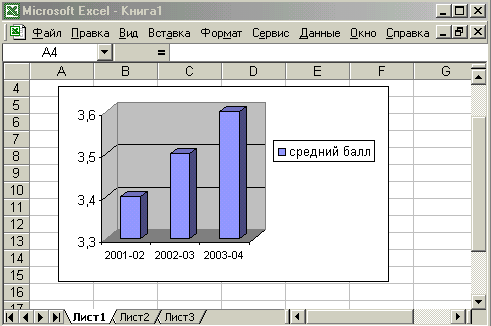 Microsoft Excel - Книга1
Файл Правка Вид Вставка Формат Сервис Данные Окно Справка
A4 =
A B C D E F G
4
5
6
7
8
9
10
11
12
13
14
15
16
17
3,6
3,5
3,4
3,3
2001-02 2002-03 2003-04
средний балл
Лист1 Лист2 Лист3